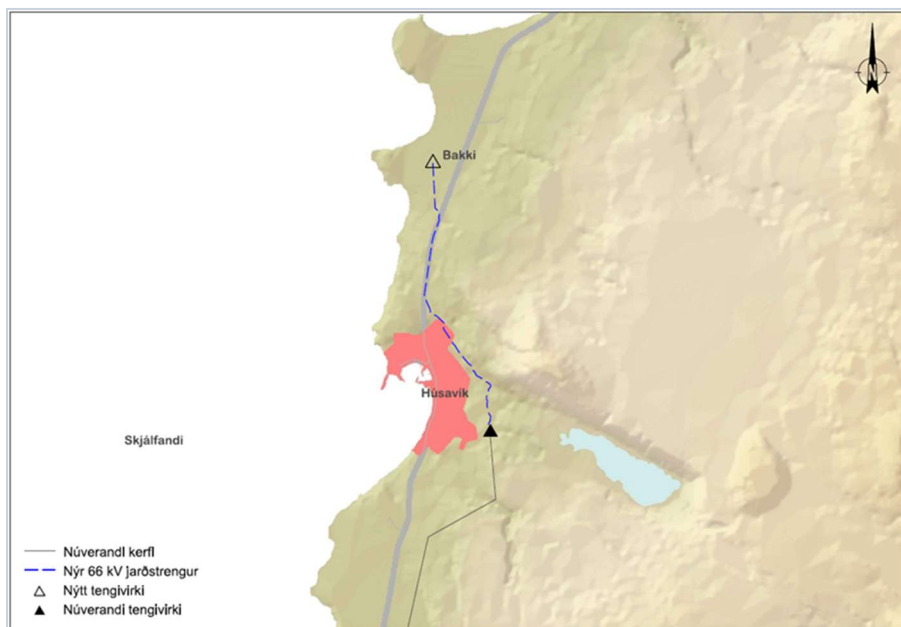 N
Bakki
Húsavík
Skjálfandi
Núverandi kerfi
Nýr 66 kV jarðstrengur
Nýtt tengivirki
Núverandi tengivirki